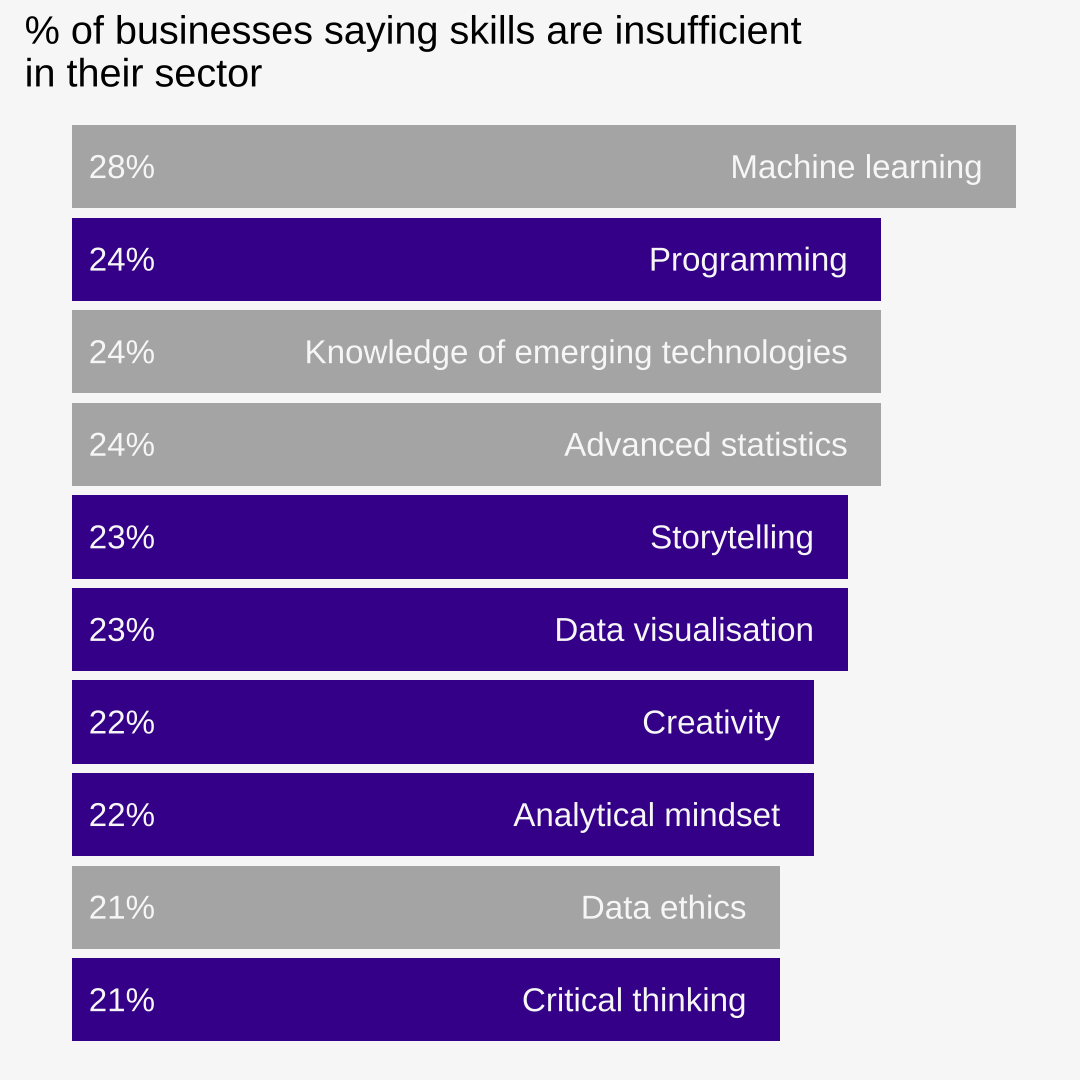 % of businesses saying skills are insufficient
in their sector
28% Machine learning
24% Programming
24% Knowledge of emerging technologies
24% Advanced statistics
23% Storytelling
23% Data visualisation
22% Creativity
22% Analytical mindset
21% Data ethics
21% Critical thinking